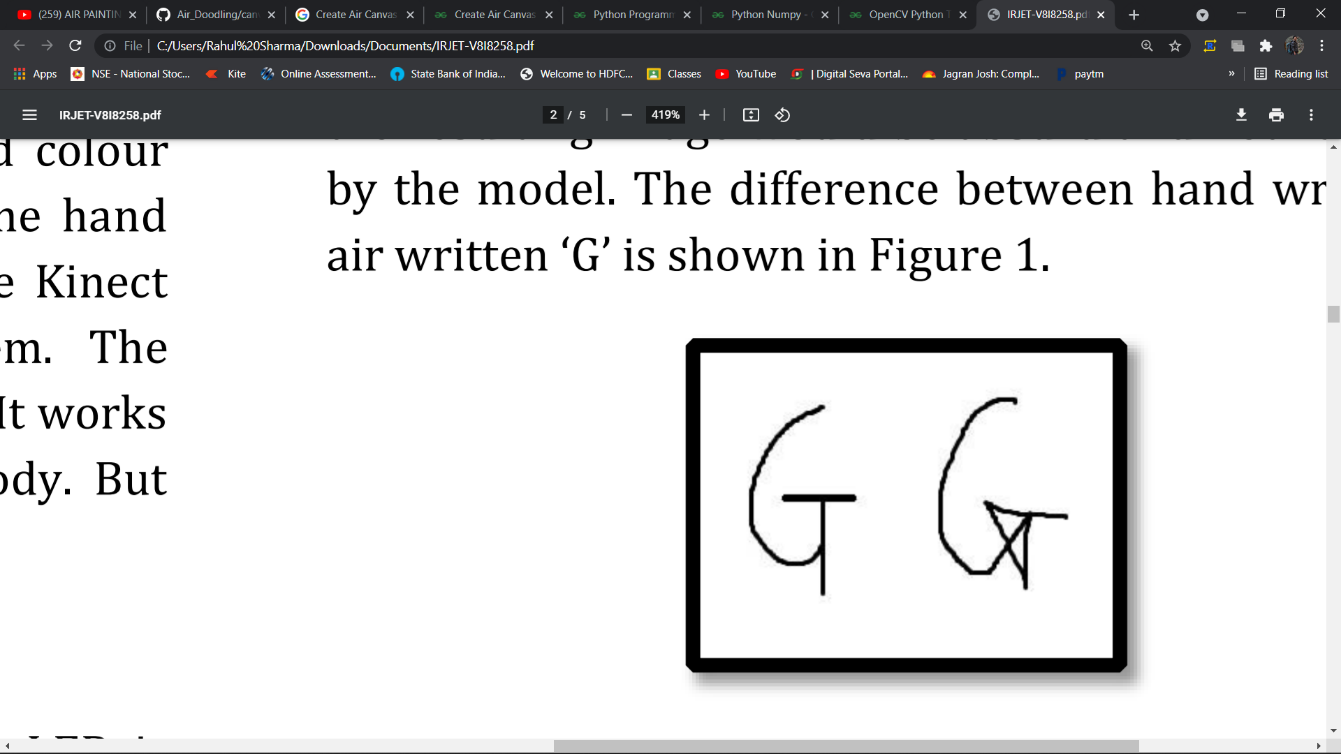 (259) AIR PAINTIN
Air_Doodling/can
Create Air Canvas
Create Air Canvas
Python Programm
Python Numpy -
OpenCV Python T
IRJET-V8I8258.pd
File | C:/Users/Rahul%20Sharma/Downloads/Documents/IRJET-V8I8258.pdf
Apps
NSE - National Stoc...
Kite
Online Assessment...
State Bank of India...
Welcome to HDFC...
Classes
YouTube
| Digital Seva Portal...
Jagran Josh: Compl...
paytm
»
Reading list
IRJET-V8I8258.pdf
2 / 5
419%
d colour
ne hand
e Kinect
em. The
It works
ody. But
by the model. The difference between hand wr
air written ‘G’ is shown in Figure 1.
G G